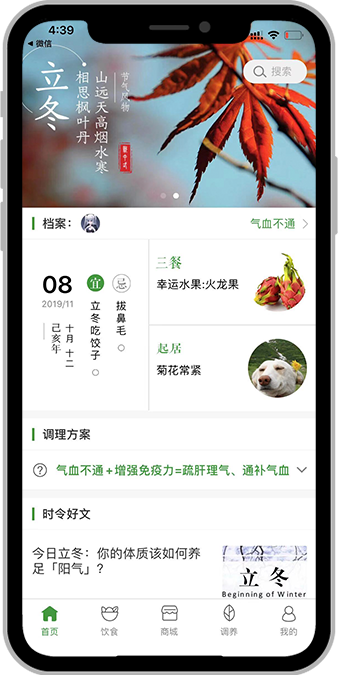 4:39
微信
立冬
节气风物
山远天高烟水寒
相思枫叶丹
搜索
档案：
气血不通
08
2019/11
十月 十二
己亥年
宜
立冬吃饺子
忌
拔鼻毛
三餐
幸运水果:火龙果
起居
菊花常紧
调理方案
气血不通+增强免疫力=疏肝理气、通补气血
时令好文
今日立冬：你的体质该如何养
足「阳气」?
立 冬
Beginning of Winter
首页
饮食
商城
调养
我的